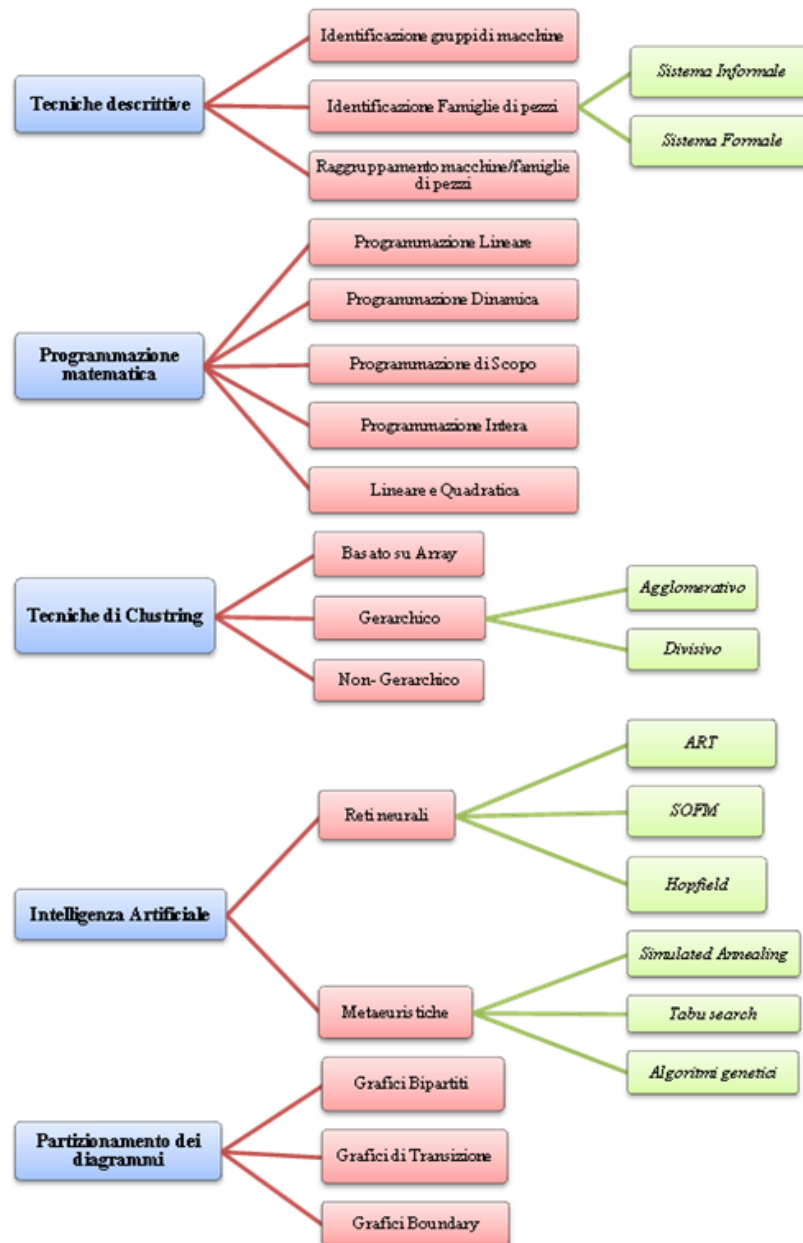 Tecniche descrittive
Identificazione gruppi di macchine
Identificazione Famiglie di pezzi
Raggruppamento macchine/famiglie
di pezzi
Sistema Informale
Sistema Formale
Programmazione
matematica
Programmazione Lineare
Programmazione Dinamica
Programmazione di Scopo
Programmazione Intera
Lineare e Quadratica
Tecniche di Clustring
Basato su Array
Gerarchico
Non- Gerarchico
Agglomerativo
Divisivo
Intelligenza Artificiale
Reti neurali
ART
SOFM
Hopfield
Metaeuristiche
Simulated Annealing
Tabu search
Algoritmi genetici
Partizionamento dei
diagrammi
Grafici Bipartiti
Grafici di Transizione
Grafici Boundary